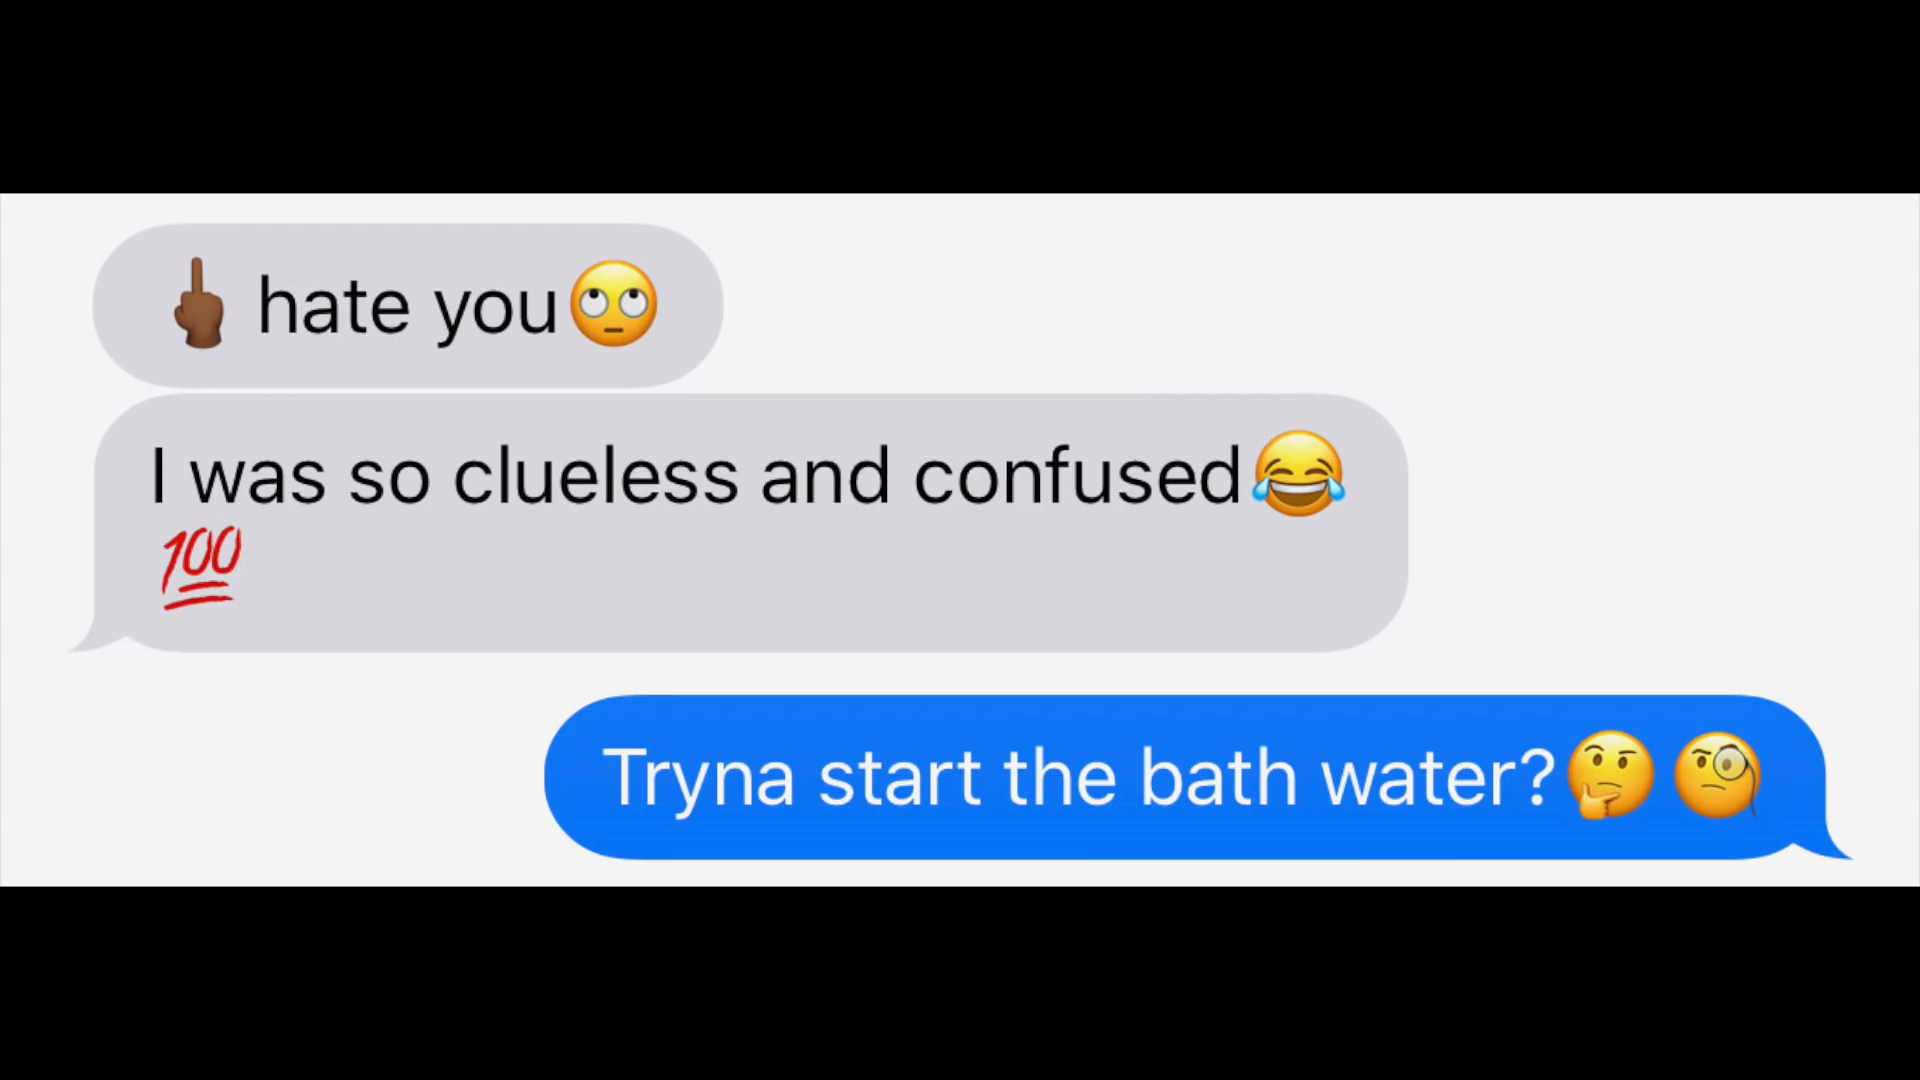 🖕🏾 hate you🙄
I was so clueless and confused😂
💯
Tryna start the bath water?🤔 🧐